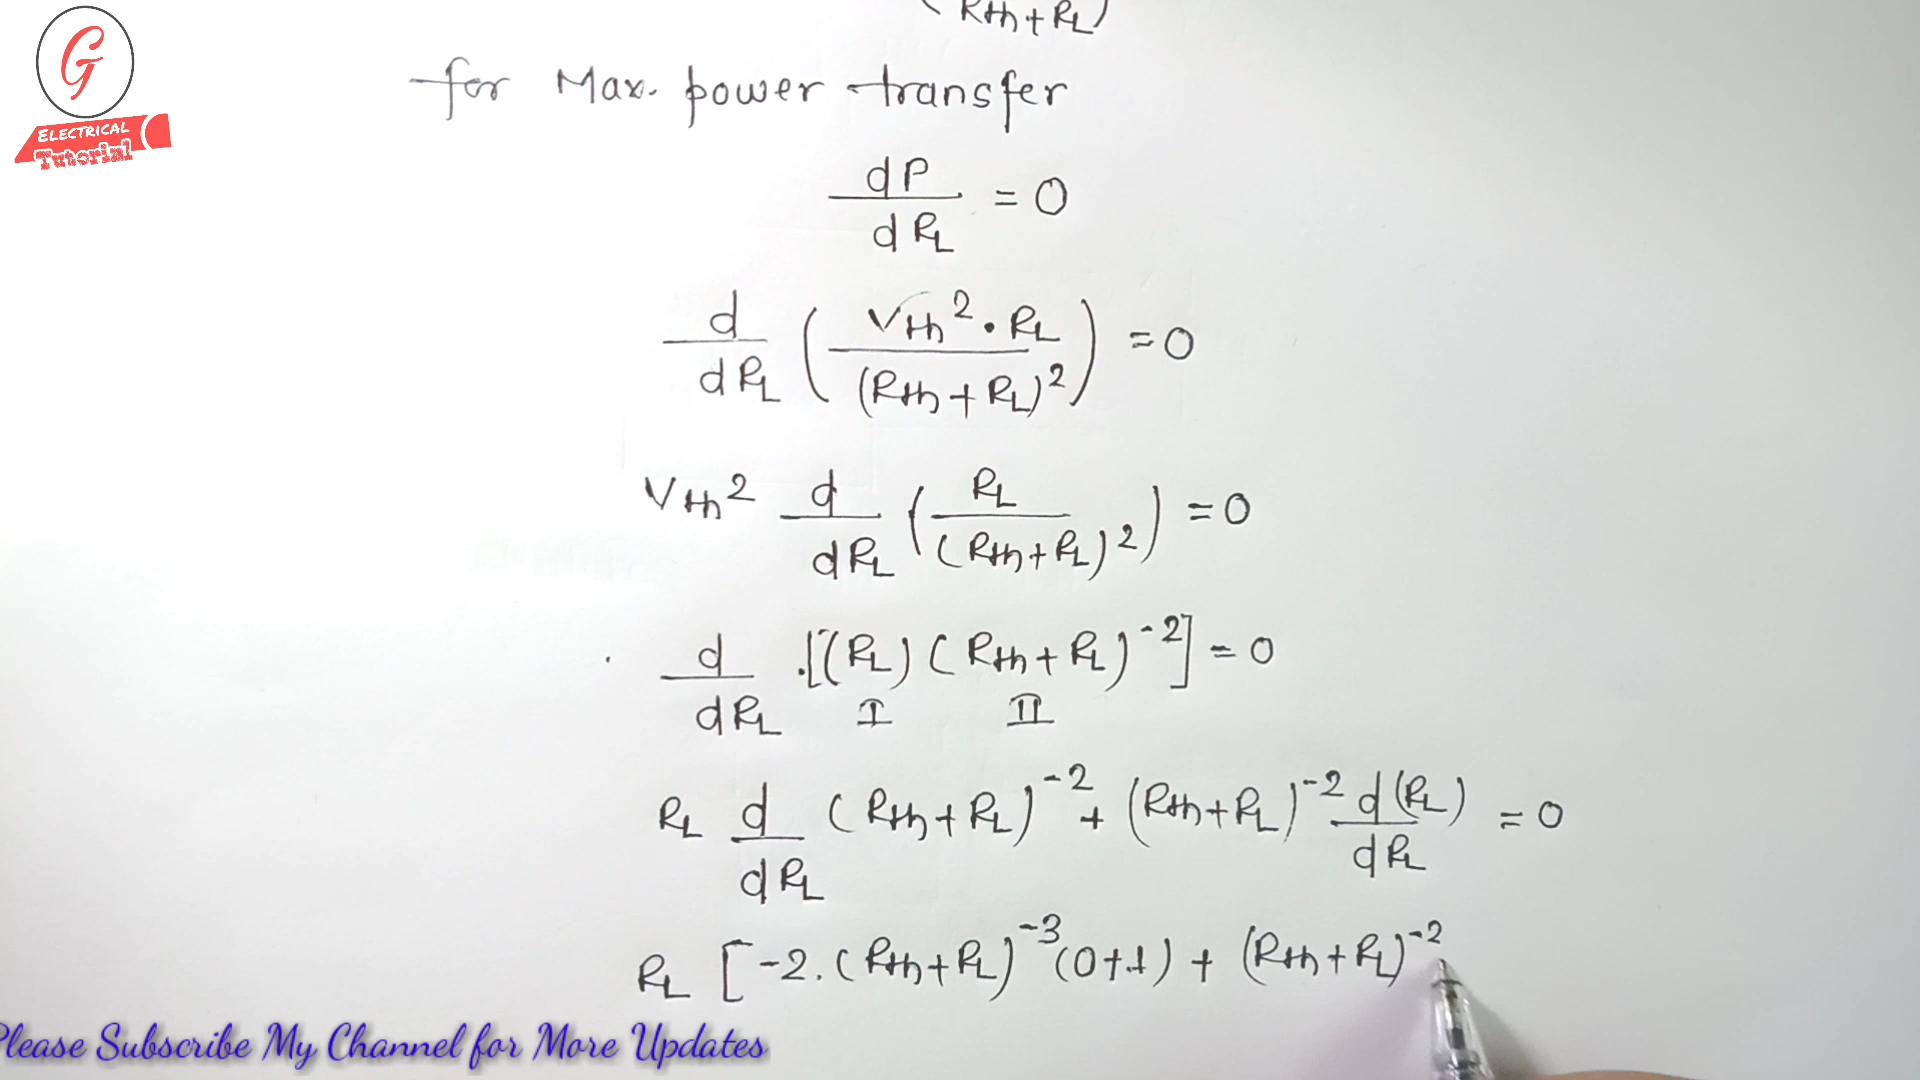 (Rth+RL)
G
ELECTRICAL
Tutorial
for Max. power transfer
dP/dRL = 0
d/dRL (Vth² • RL / (Rth+RL)²) = 0
Vth² d/dRL (RL / (Rth+RL)²) = 0
d/dRL .[(RL) (Rth+RL)⁻²] = 0
I II
RL d/dRL (Rth+RL)⁻² + (Rth+RL)⁻² d(RL)/dRL = 0
RL [-2.(Rth+RL)⁻³(0+1) + (Rth+RL)⁻²
Please Subscribe My Channel for More Updates